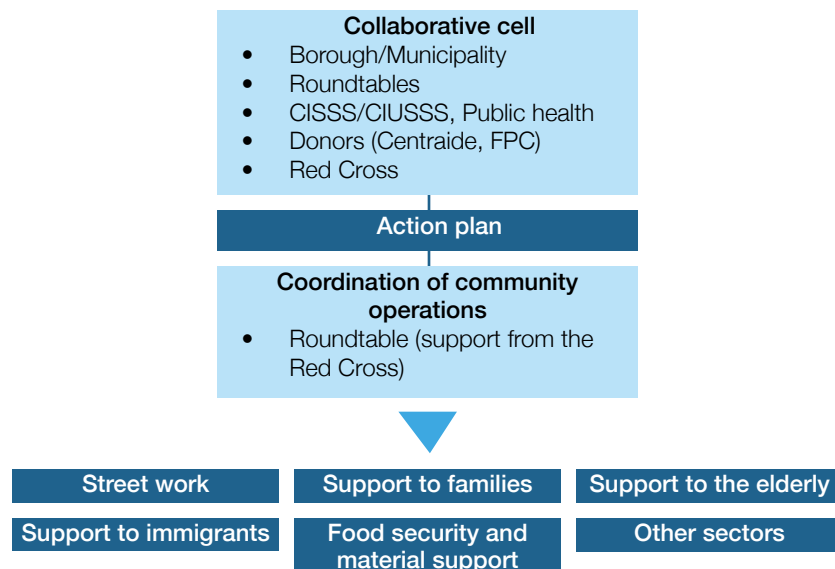 Collaborative cell
• Borough/Municipality
• Roundtables
• CISSS/CIUSSS, Public health
• Donors (Centraide, FPC)
• Red Cross
Action plan
Coordination of community
operations
• Roundtable (support from the
Red Cross)
Street work
Support to families
Support to the elderly
Support to immigrants
Food security and
material support
Other sectors